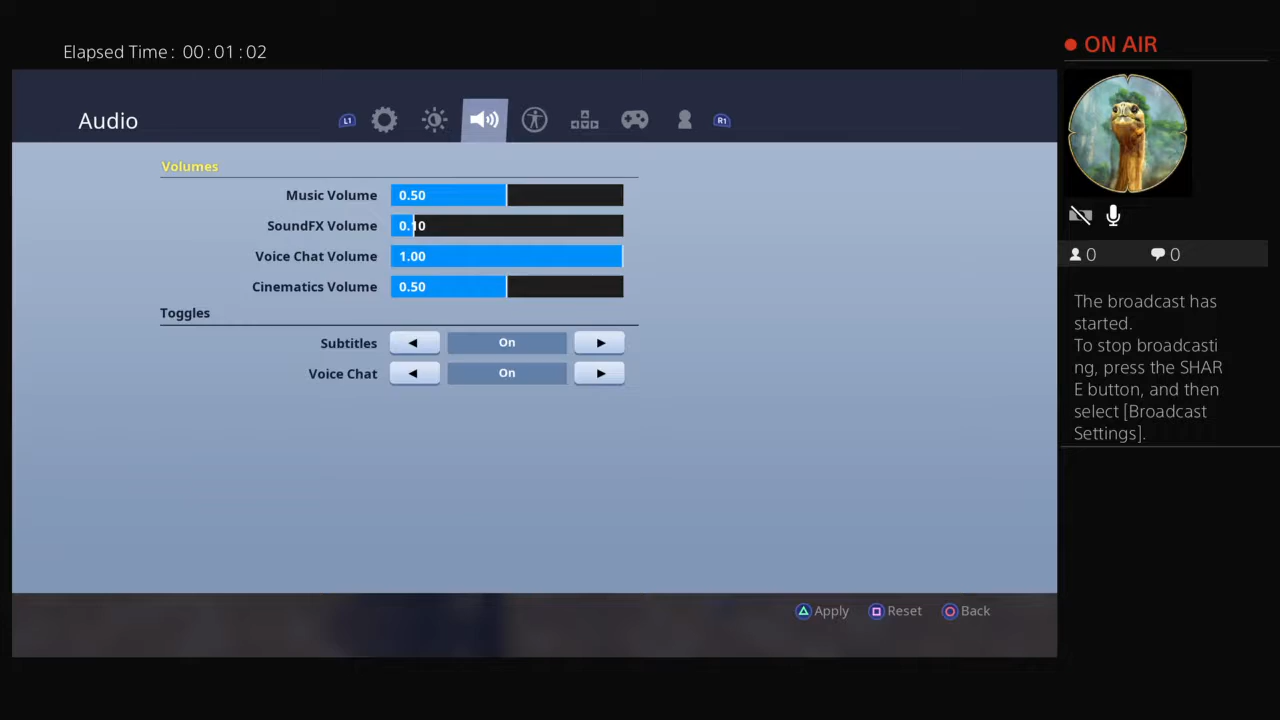 Elapsed Time: 00:01:02
ON AIR
Audio
L1
R1
Volumes
Music Volume 0.50
SoundFX Volume 0.10
Voice Chat Volume 1.00
Cinematics Volume 0.50
Toggles
Subtitles On
Voice Chat On
Apply Reset Back
0 0
The broadcast has
started.
To stop broadcasti
ng, press the SHAR
E button, and then
select [Broadcast
Settings].